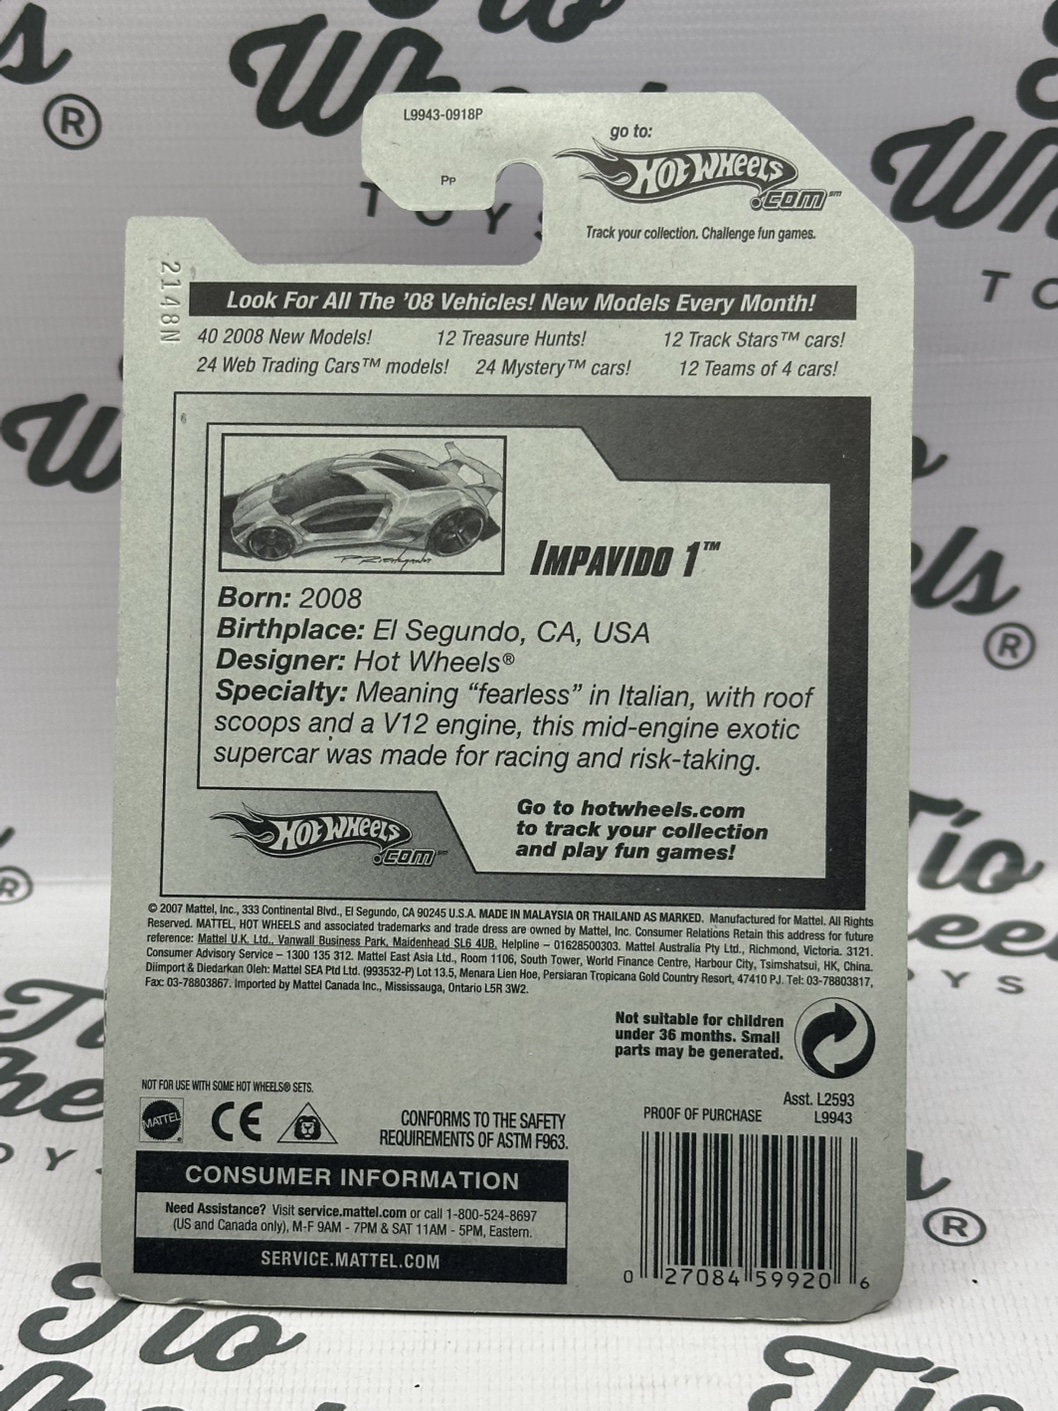 L9943-0918P
Pp
go to:
HOT WHEELS
.COM℠
Track your collection. Challenge fun games.
2148N
Look For All The '08 Vehicles! New Models Every Month!
40 2008 New Models! 12 Treasure Hunts! 12 Track Stars™ cars!
24 Web Trading Cars™ models! 24 Mystery™ cars! 12 Teams of 4 cars!
6
IMPAVIDO 1™
Born: 2008
Birthplace: El Segundo, CA, USA
Designer: Hot Wheels®
Specialty: Meaning “fearless” in Italian, with roof
scoops and a V12 engine, this mid-engine exotic
supercar was made for racing and risk-taking.
HOT WHEELS
.COM℠
Go to hotwheels.com
to track your collection
and play fun games!
© 2007 Mattel, Inc., 333 Continental Blvd., El Segundo, CA 90245 U.S.A. MADE IN MALAYSIA OR THAILAND AS MARKED. Manufactured for Mattel. All Rights
Reserved. MATTEL, HOT WHEELS and associated trademarks and trade dress are owned by Mattel, Inc. Consumer Relations Retain this address for future
reference: Mattel U.K. Ltd., Vanwall Business Park, Maidenhead SL6 4UB. Helpline – 01628500303. Mattel Australia Pty Ltd., Richmond, Victoria. 3121.
Consumer Advisory Service – 1300 135 312. Mattel East Asia Ltd., Room 1106, South Tower, World Finance Centre, Harbour City, Tsimshatsui, HK, China.
Diimport & Diedarkan Oleh: Mattel SEA Ptd Ltd. (993532-P) Lot 13.5, Menara Lien Hoe, Persiaran Tropicana Gold Country Resort, 47410 PJ. Tel: 03-78803817,
Fax: 03-78803867. Imported by Mattel Canada Inc., Mississauga, Ontario L5R 3W2.
Not suitable for children
under 36 months. Small
parts may be generated.
NOT FOR USE WITH SOME HOT WHEELS® SETS.
MATTEL
CE
CONFORMS TO THE SAFETY
REQUIREMENTS OF ASTM F963.
Asst. L2593
PROOF OF PURCHASE L9943
CONSUMER INFORMATION
Need Assistance? Visit service.mattel.com or call 1-800-524-8697
(US and Canada only), M-F 9AM - 7PM & SAT 11AM - 5PM, Eastern.
SERVICE.MATTEL.COM
0 27084 59920 6
Tio
Wheels®
TOYS